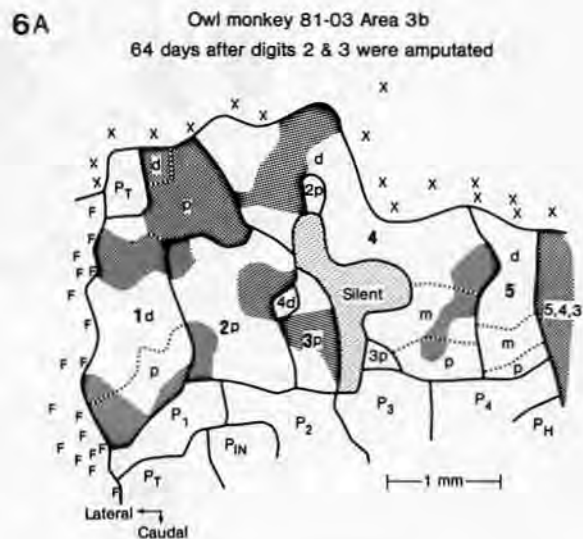 6A
Owl monkey 81-03 Area 3b
64 days after digits 2 & 3 were amputated
X
X X X X
X X
X d d X
X P_T 2p X X X
p X X
F 4 d
F
F Silent 5
F 4d 5,4,3
F 1d 2p m
F 3p m
F p 3p p p
F
F P_1 P_2 P_3 P_4
F F P_IN P_H
F F P_T
F F
F 1 mm
Lateral
Caudal